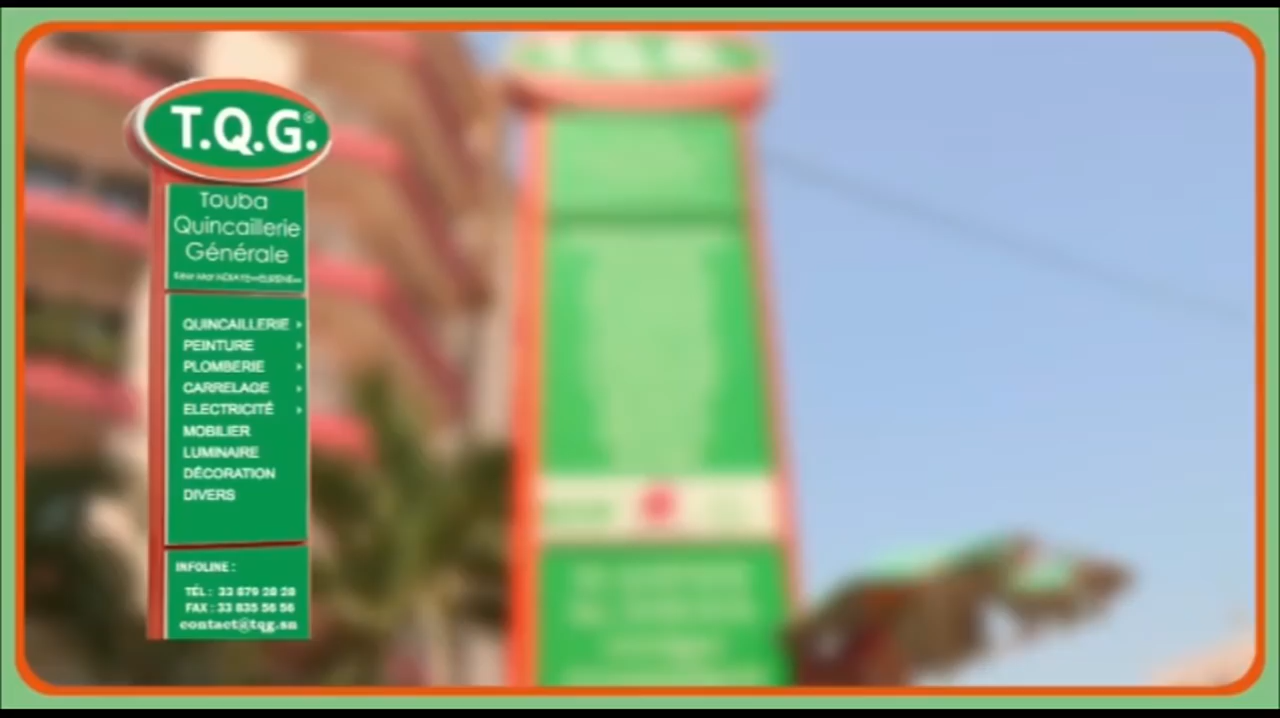 T.Q.G.®
Touba
Quincaillerie
Générale
QUINCAILLERIE
PEINTURE
PLOMBERIE
CARRELAGE
ELECTRICITÉ
MOBILIER
LUMINAIRE
DÉCORATION
DIVERS
INFOLINE :
TÉL : 33 879 28 28
FAX : 33 835 56 56
contact@tqg.sn